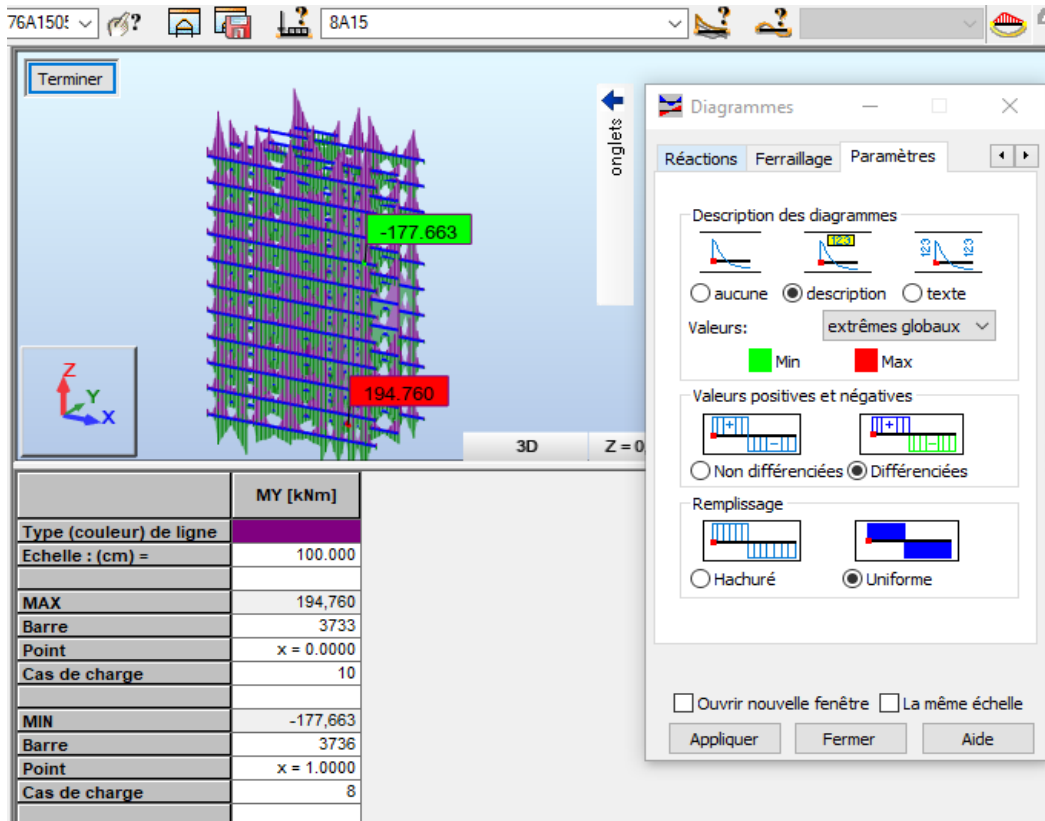 76A1505
8A15
Terminer
onglets
-177.663
194.760
Z
Y
X
3D
Z = 0,
Diagrammes
Réactions Ferraillage Paramètres
Description des diagrammes
123
123 123
aucune description texte
Valeurs: extrêmes globaux
Min Max
Valeurs positives et négatives
Non différenciées Différenciées
Remplissage
Hachuré Uniforme
Ouvrir nouvelle fenêtre La même échelle
Appliquer Fermer Aide
MY [kNm]
Type (couleur) de ligne
Echelle : (cm) = 100.000
MAX 194,760
Barre 3733
Point x = 0.0000
Cas de charge 10
MIN -177,663
Barre 3736
Point x = 1.0000
Cas de charge 8